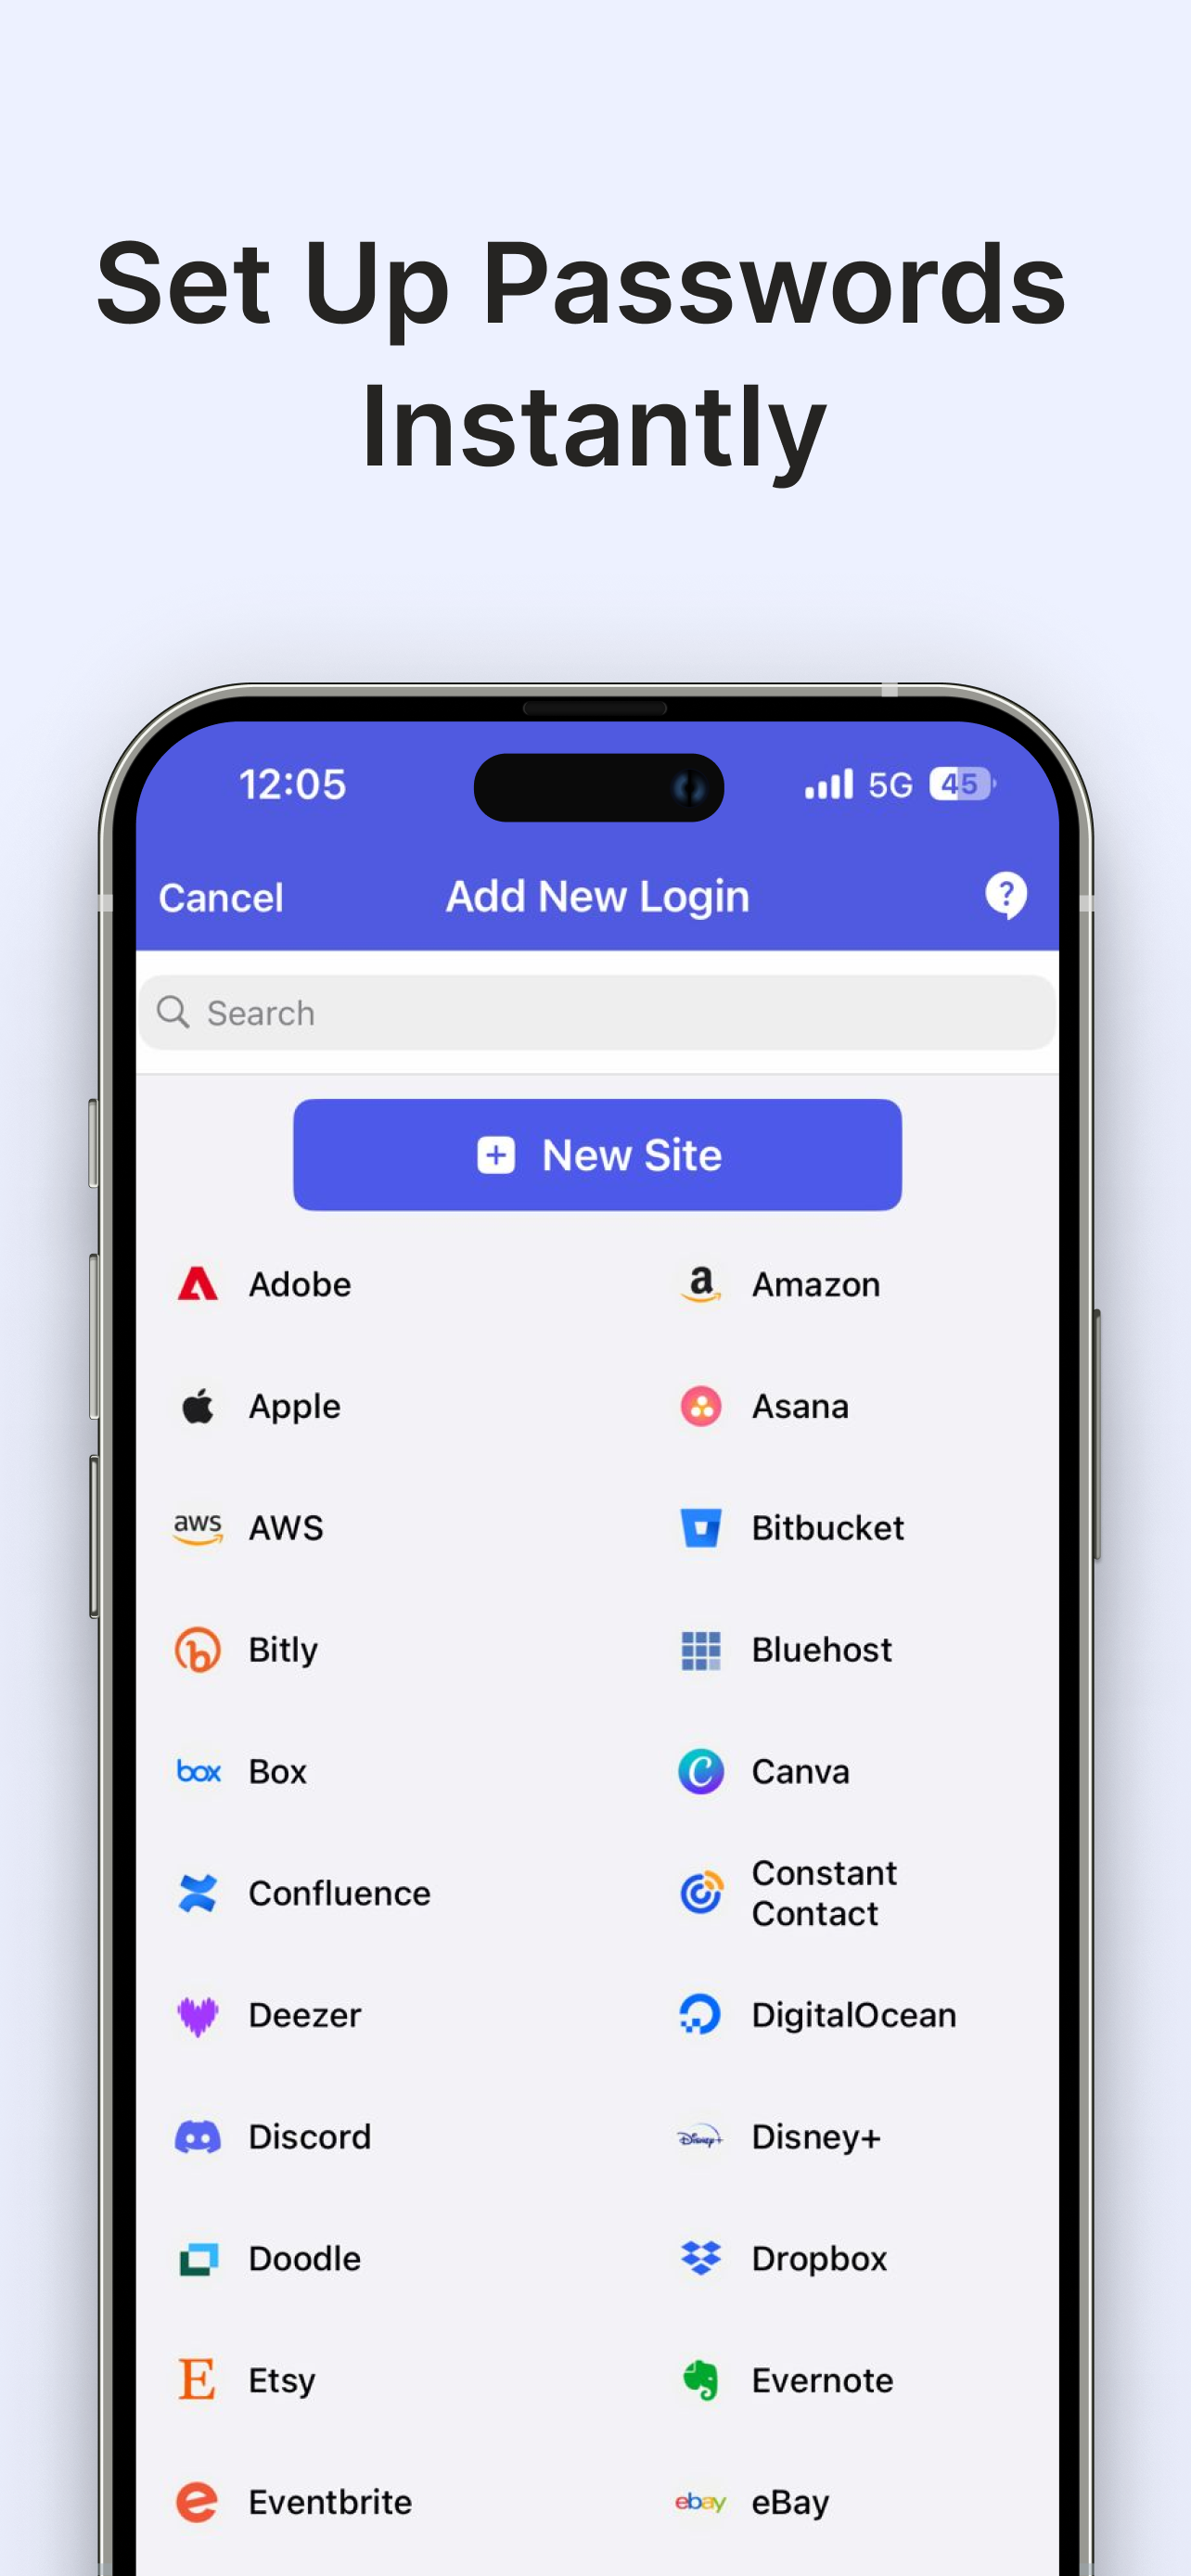 Set Up Passwords
Instantly
12:05
5G 45
Cancel
Add New Login
?
Search
New Site
Adobe
a Amazon
Apple
Asana
aws AWS
Bitbucket
b Bitly
Bluehost
box Box
C Canva
Confluence
Constant
Contact
Deezer
DigitalOcean
Discord
Disney+ Disney+
Doodle
Dropbox
E Etsy
Evernote
e Eventbrite
ebay eBay